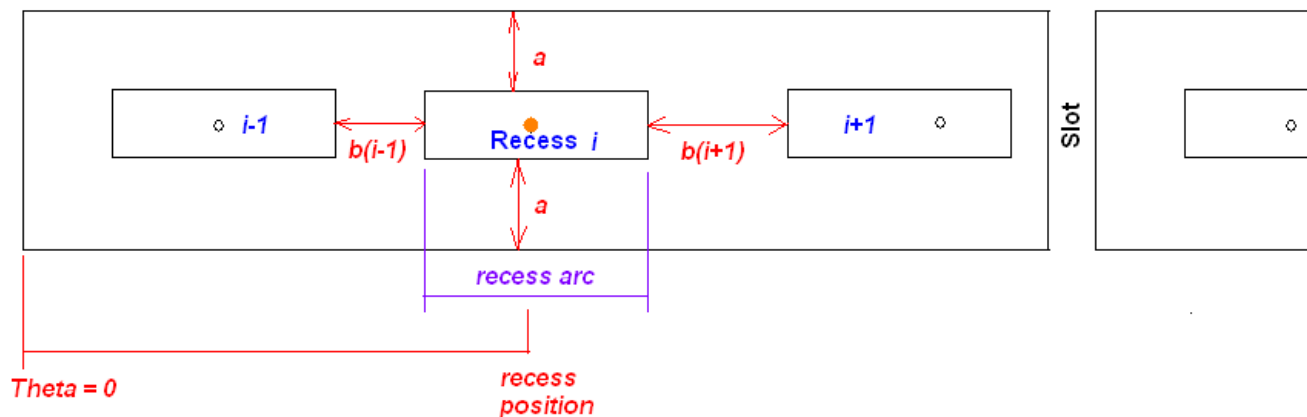 a
i-1
b(i-1)
Recess i
b(i+1)
i+1
Slot
a
recess arc
Theta = 0
recess
position